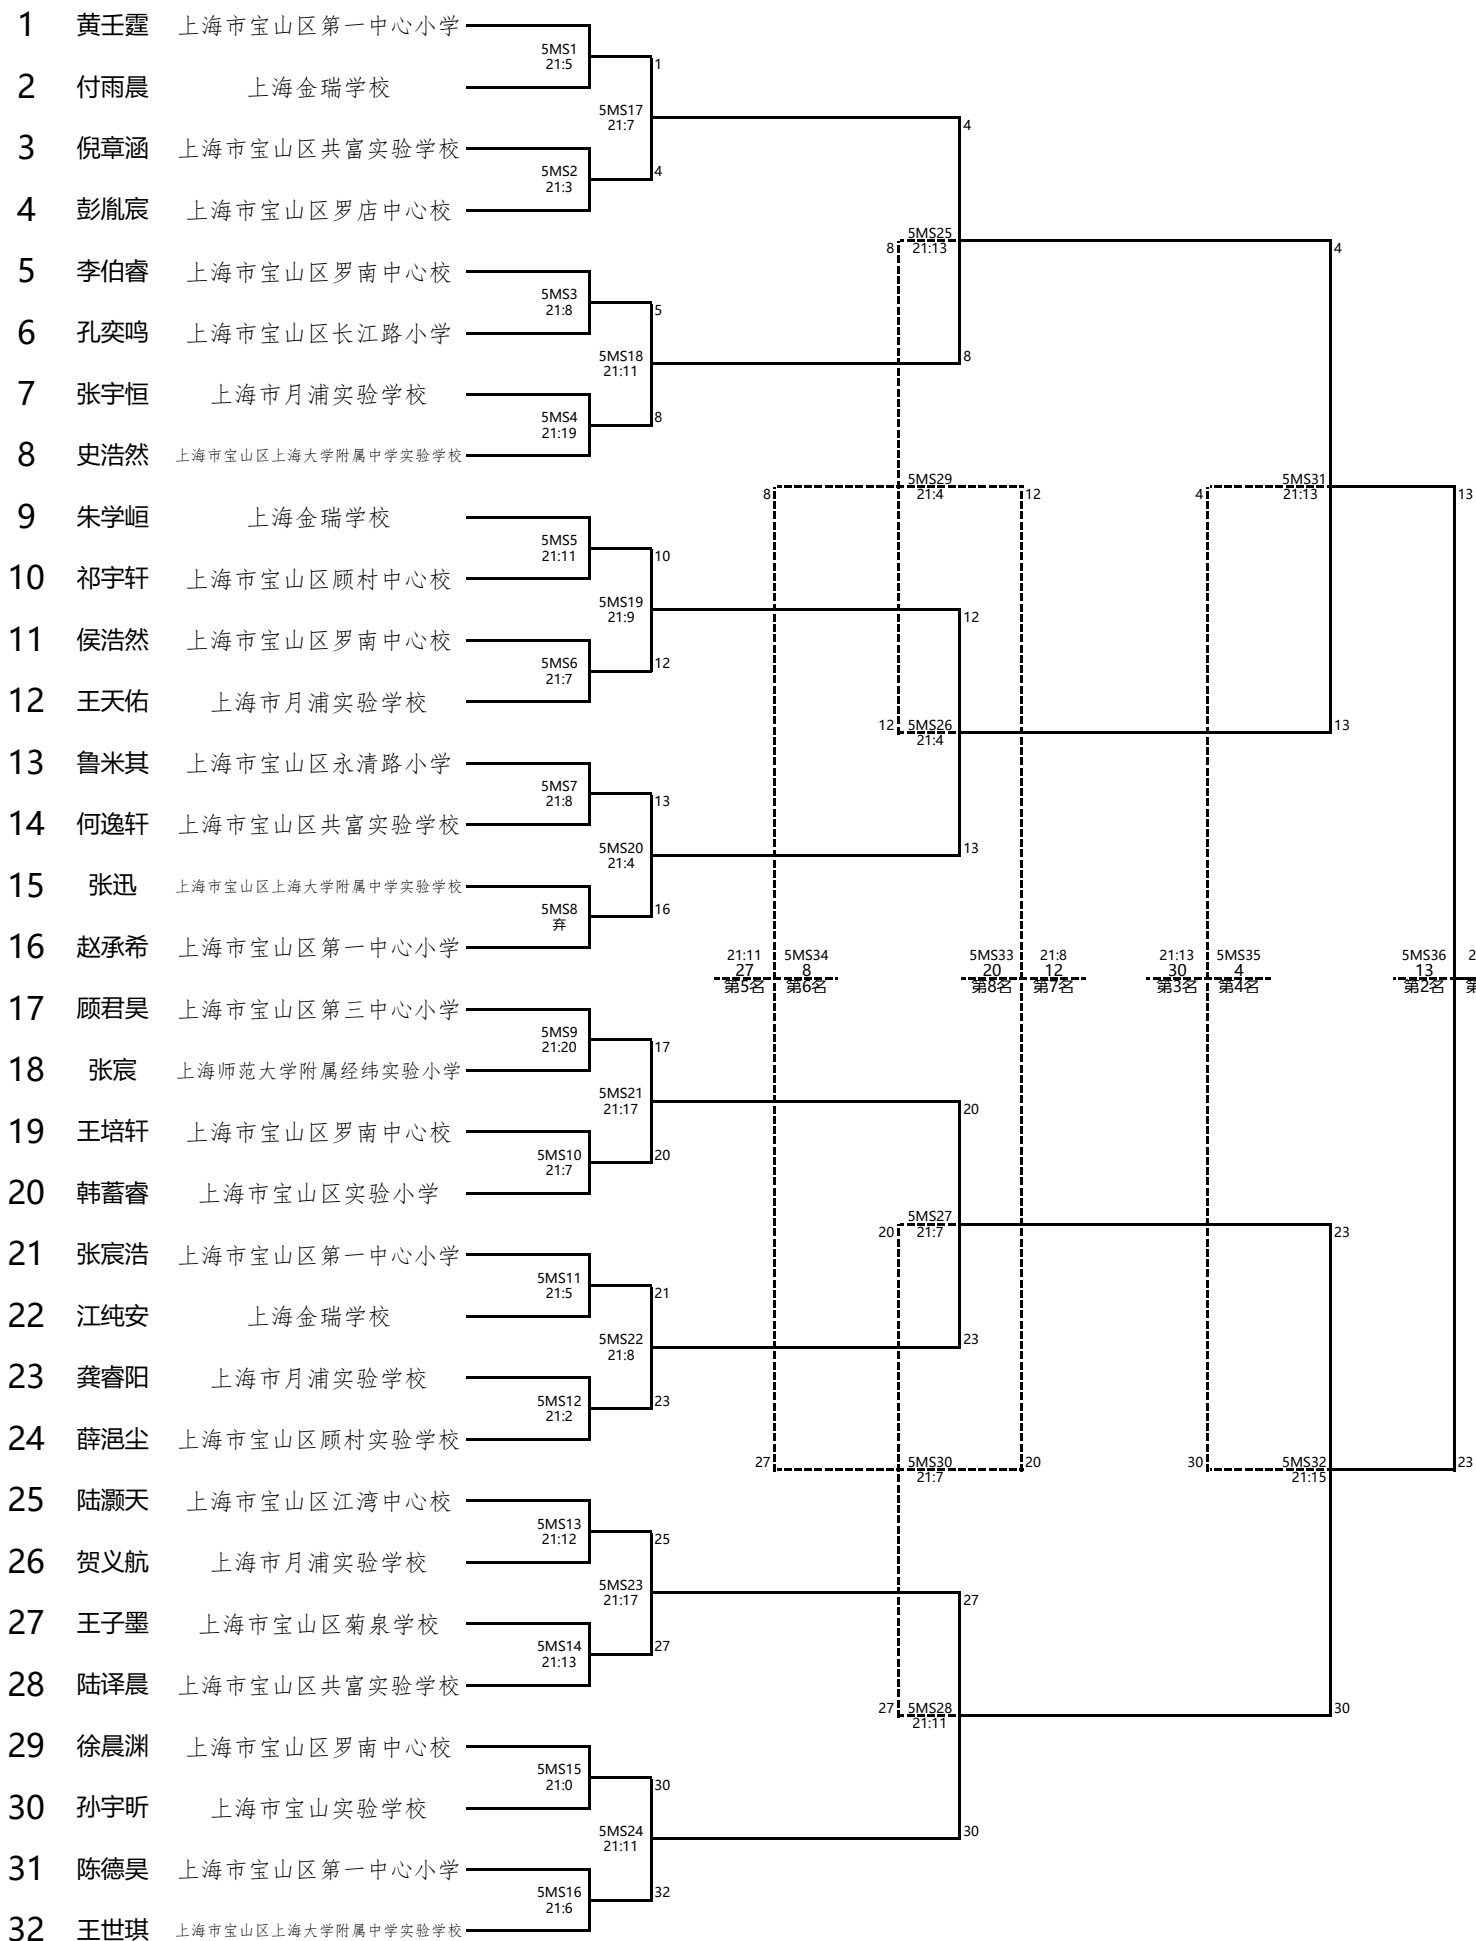 1 黄壬霆 上海市宝山区第一中心小学
5MS1
21:5
1
2 付雨晨 上海金瑞学校
5MS17
21:7
4
3 倪章涵 上海市宝山区共富实验学校
5MS2
21:3
4
4 彭胤宸 上海市宝山区罗店中心校
5MS25
8 21:13 4
5 李伯睿 上海市宝山区罗南中心校
5MS3
21:8
5
6 孔奕鸣 上海市宝山区长江路小学
5MS18
21:11
8
7 张宇恒 上海市月浦实验学校
5MS4
21:19
8
8 史浩然 上海市宝山区上海大学附属中学实验学校
5MS29 5MS31
8 21:4 12 4 21:13 13
9 朱学峘 上海金瑞学校
5MS5
21:11
10
10 祁宇轩 上海市宝山区顾村中心校
5MS19
21:9
12
11 侯浩然 上海市宝山区罗南中心校
5MS6
21:7
12
12 王天佑 上海市月浦实验学校
12 5MS26 13
21:4
13 鲁米其 上海市宝山区永清路小学
5MS7
21:8
13
14 何逸轩 上海市宝山区共富实验学校
5MS20
21:4
13
15 张迅 上海市宝山区上海大学附属中学实验学校
5MS8
弃
16
16 赵承希 上海市宝山区第一中心小学
21:11 5MS34 5MS33 21:8 21:13 5MS35 5MS36 2
27 8 20 12 30 4 13
第5名 第6名 第8名 第7名 第3名 第4名 第2名
17 顾君昊 上海市宝山区第三中心小学
5MS9
21:20
17
18 张宸 上海师范大学附属经纬实验小学
5MS21
21:17
20
19 王培轩 上海市宝山区罗南中心校
5MS10
21:7
20
20 韩蓄睿 上海市宝山区实验小学
5MS27
20 21:7 23
21 张宸浩 上海市宝山区第一中心小学
5MS11
21:5
21
22 江纯安 上海金瑞学校
5MS22
21:8
23
23 龚睿阳 上海市月浦实验学校
5MS12
21:2
23
24 薛浥尘 上海市宝山区顾村实验学校
27 5MS30 20 30 5MS32 23
21:7 21:15
25 陆灏天 上海市宝山区江湾中心校
5MS13
21:12
25
26 贺义航 上海市月浦实验学校
5MS23
21:17
27
27 王子墨 上海市宝山区菊泉学校
5MS14
21:13
27
28 陆译晨 上海市宝山区共富实验学校
27 5MS28 30
21:11
29 徐晨渊 上海市宝山区罗南中心校
5MS15
21:0
30
30 孙宇昕 上海市宝山实验学校
5MS24
21:11
30
31 陈德昊 上海市宝山区第一中心小学
5MS16
21:6
32
32 王世琪 上海市宝山区上海大学附属中学实验学校